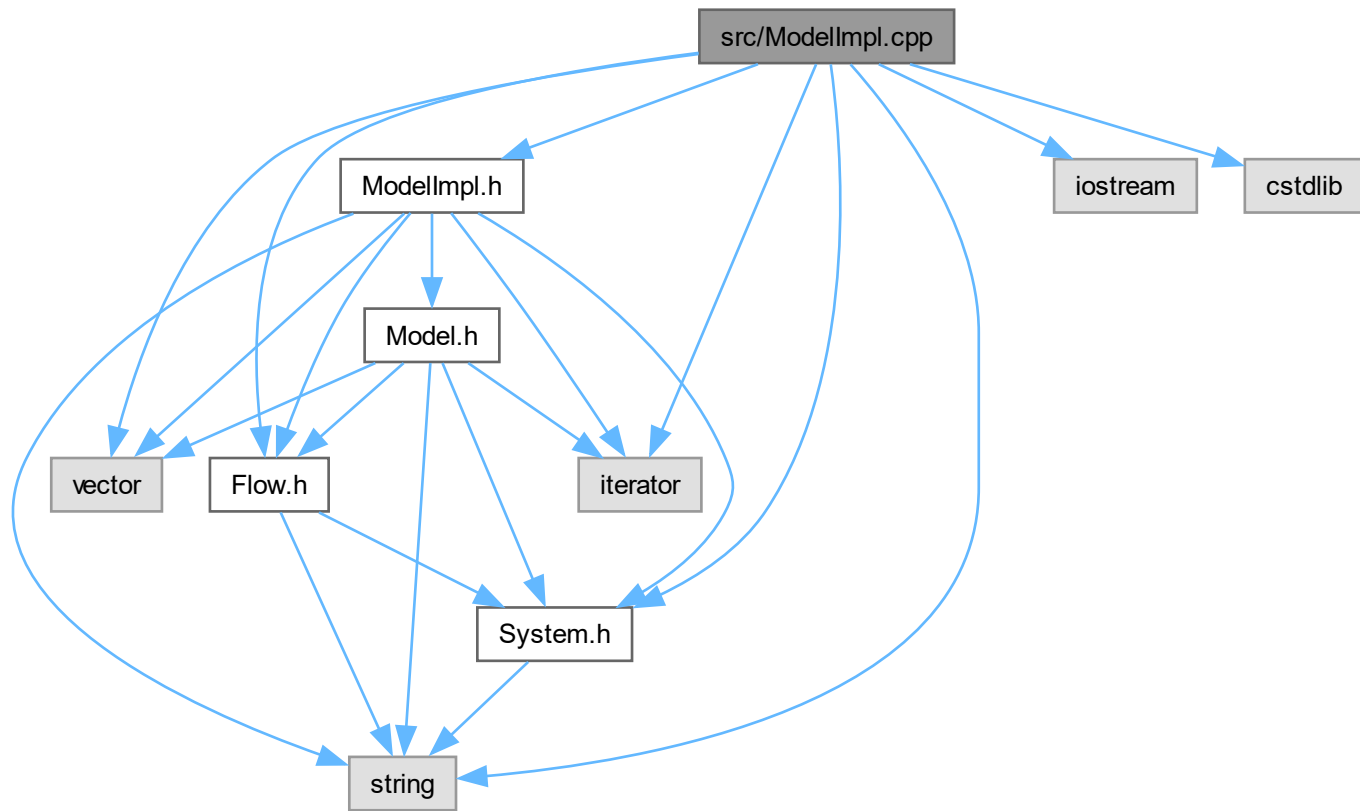 src/ModelImpl.cpp
ModelImpl.h
iostream
cstdlib
Model.h
vector
Flow.h
iterator
System.h
string